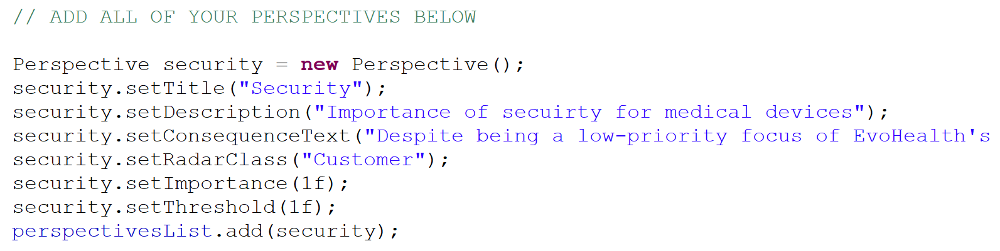 // ADD ALL OF YOUR PERSPECTIVES BELOW
Perspective security = new Perspective();
security.setTitle("Security");
security.setDescription("Importance of secuirty for medical devices");
security.setConsequenceText("Despite being a low-priority focus of EvoHealth's
security.setRadarClass("Customer");
security.setImportance(1f);
security.setThreshold(1f);
perspectivesList.add(security);